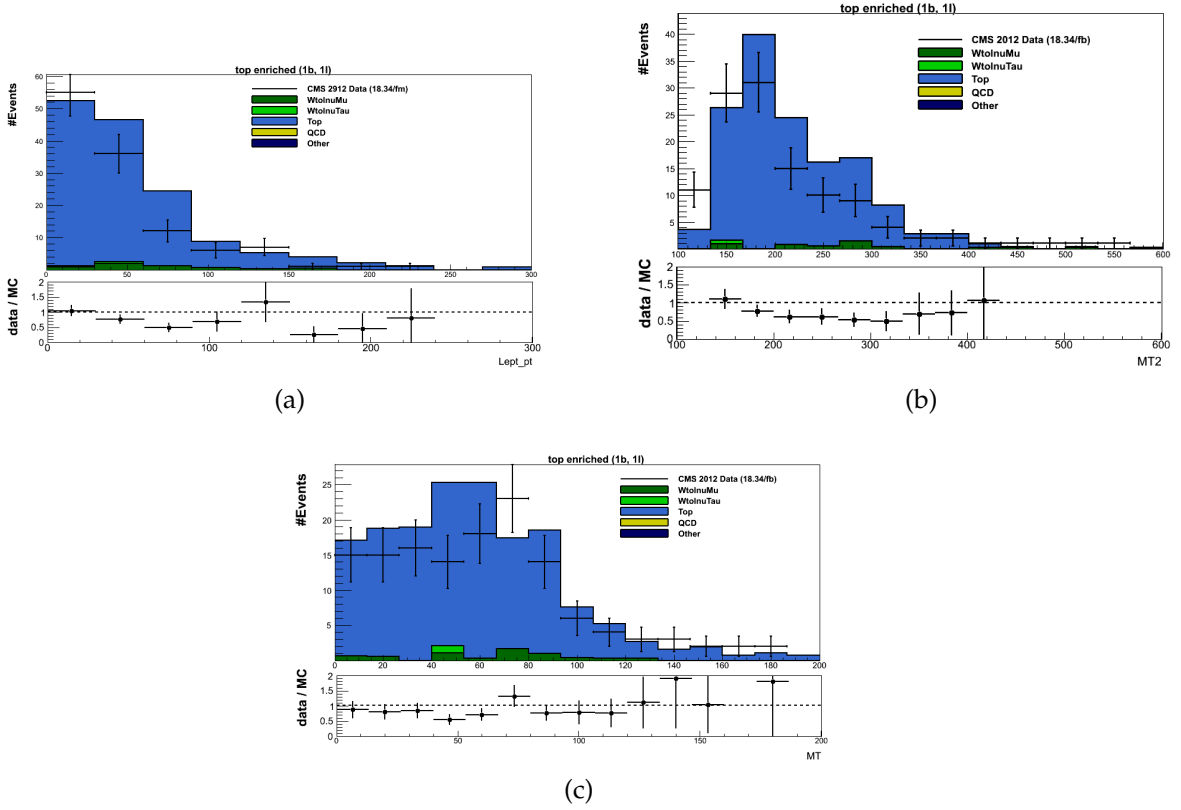 top enriched (1b, 1l)
#Events
60
50
40
30
20
10
CMS 2912 Data (18.34/fm)
WtolnuMu
WtolnuTau
Top
QCD
Other
0 50 100 150 200 250 300
data / MC
2
1.5
1
0.5
0
0 100 200 300
Lept_pt
(a)
top enriched (1b, 1l)
#Events
40
35
30
25
20
15
10
5
CMS 2012 Data (18.34/fb)
WtolnuMu
WtolnuTau
Top
QCD
Other
100 150 200 250 300 350 400 450 500 550 600
data / MC
2
1.5
1
0.5
0
100 200 300 400 500 600
MT2
(b)
top enriched (1b, 1l)
#Events
25
20
15
10
5
CMS 2012 Data (18.34/fb)
WtolnuMu
WtolnuTau
Top
QCD
Other
0 20 40 60 80 100 120 140 160 180 200
data / MC
2
1.5
1
0.5
0
0 50 100 150 200
MT
(c)